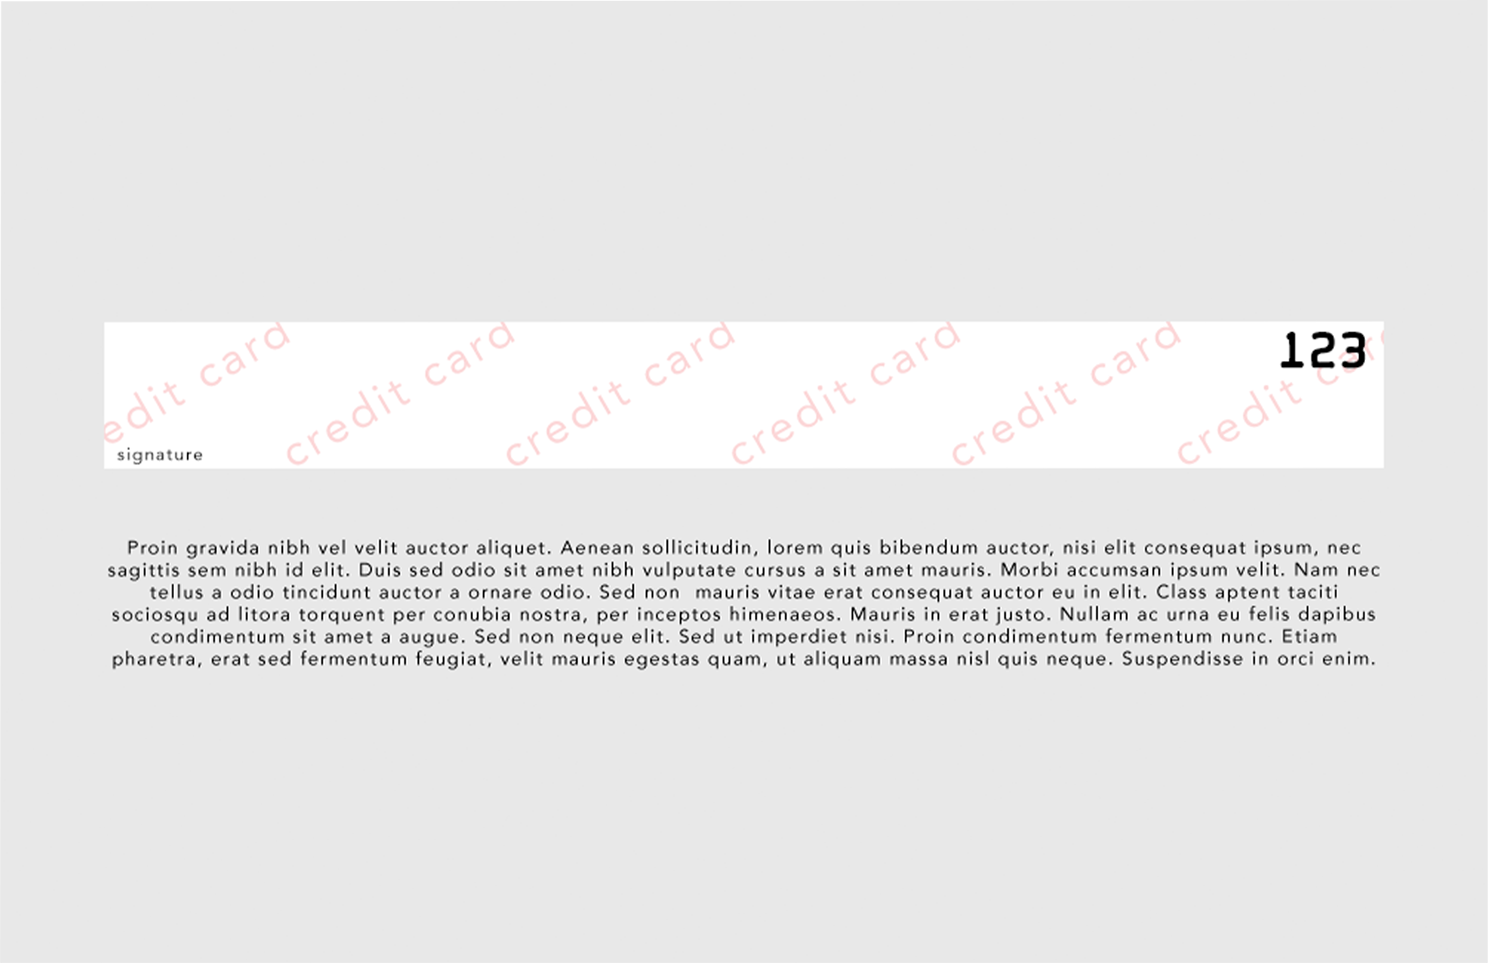 edit card credit card credit card credit card credit card credit car
123
signature
Proin gravida nibh vel velit auctor aliquet. Aenean sollicitudin, lorem quis bibendum auctor, nisi elit consequat ipsum, nec
sagittis sem nibh id elit. Duis sed odio sit amet nibh vulputate cursus a sit amet mauris. Morbi accumsan ipsum velit. Nam nec
tellus a odio tincidunt auctor a ornare odio. Sed non  mauris vitae erat consequat auctor eu in elit. Class aptent taciti
sociosqu ad litora torquent per conubia nostra, per inceptos himenaeos. Mauris in erat justo. Nullam ac urna eu felis dapibus
condimentum sit amet a augue. Sed non neque elit. Sed ut imperdiet nisi. Proin condimentum fermentum nunc. Etiam
pharetra, erat sed fermentum feugiat, velit mauris egestas quam, ut aliquam massa nisl quis neque. Suspendisse in orci enim.